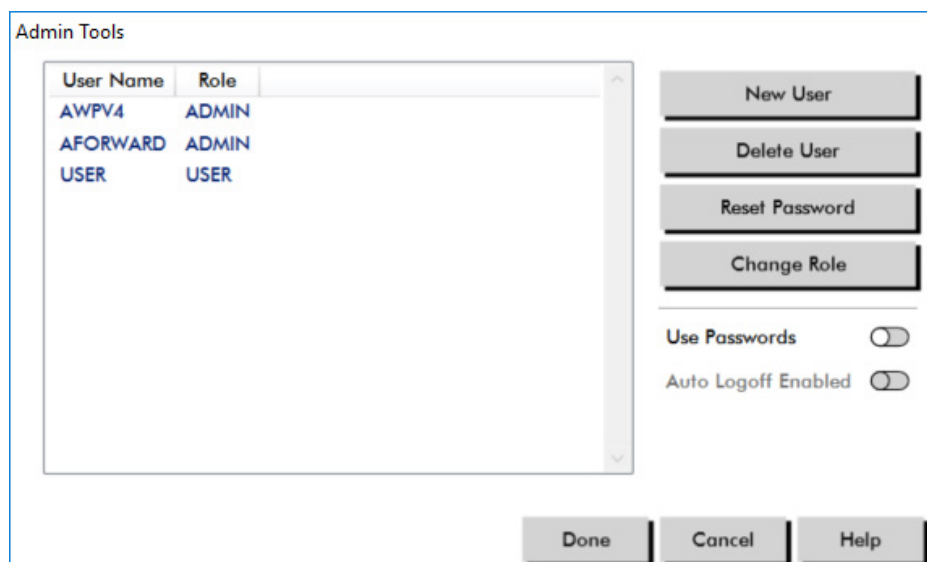 Admin Tools
User Name Role
AWPV4 ADMIN
AFORWARD ADMIN
USER USER
New User
Delete User
Reset Password
Change Role
Use Passwords
Auto Logoff Enabled
Done Cancel Help